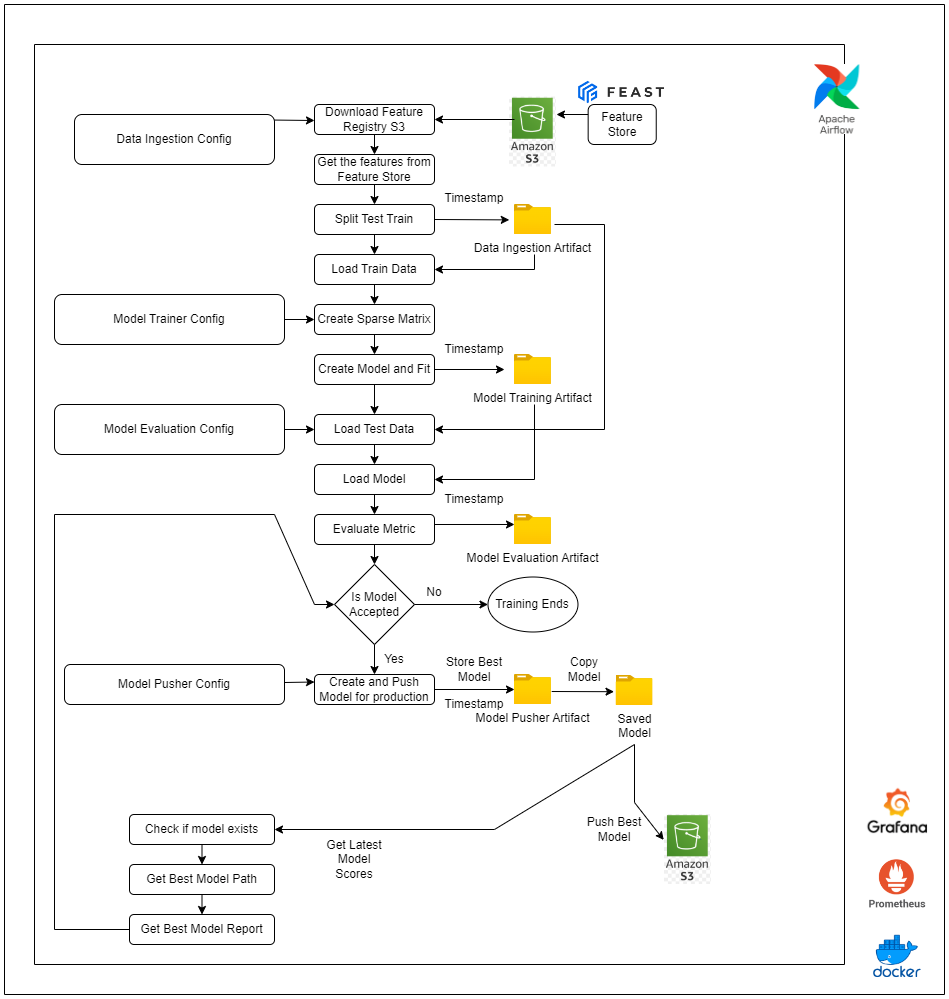 FEAST
Apache
Airflow
Data Ingestion Config
Download Feature
Registry S3
Amazon
S3
Feature
Store
Get the features from
Feature Store
Split Test Train
Timestamp
Data Ingestion Artifact
Load Train Data
Model Trainer Config
Create Sparse Matrix
Create Model and Fit
Timestamp
Model Training Artifact
Model Evaluation Config
Load Test Data
Load Model
Timestamp
Evaluate Metric
Model Evaluation Artifact
Is Model
Accepted
No
Training Ends
Yes
Model Pusher Config
Create and Push
Model for production
Store Best
Model
Timestamp
Model Pusher Artifact
Copy
Model
Saved
Model
Check if model exists
Get Latest
Model
Scores
Push Best
Model
Amazon
S3
Get Best Model Path
Get Best Model Report
Grafana
Prometheus
docker